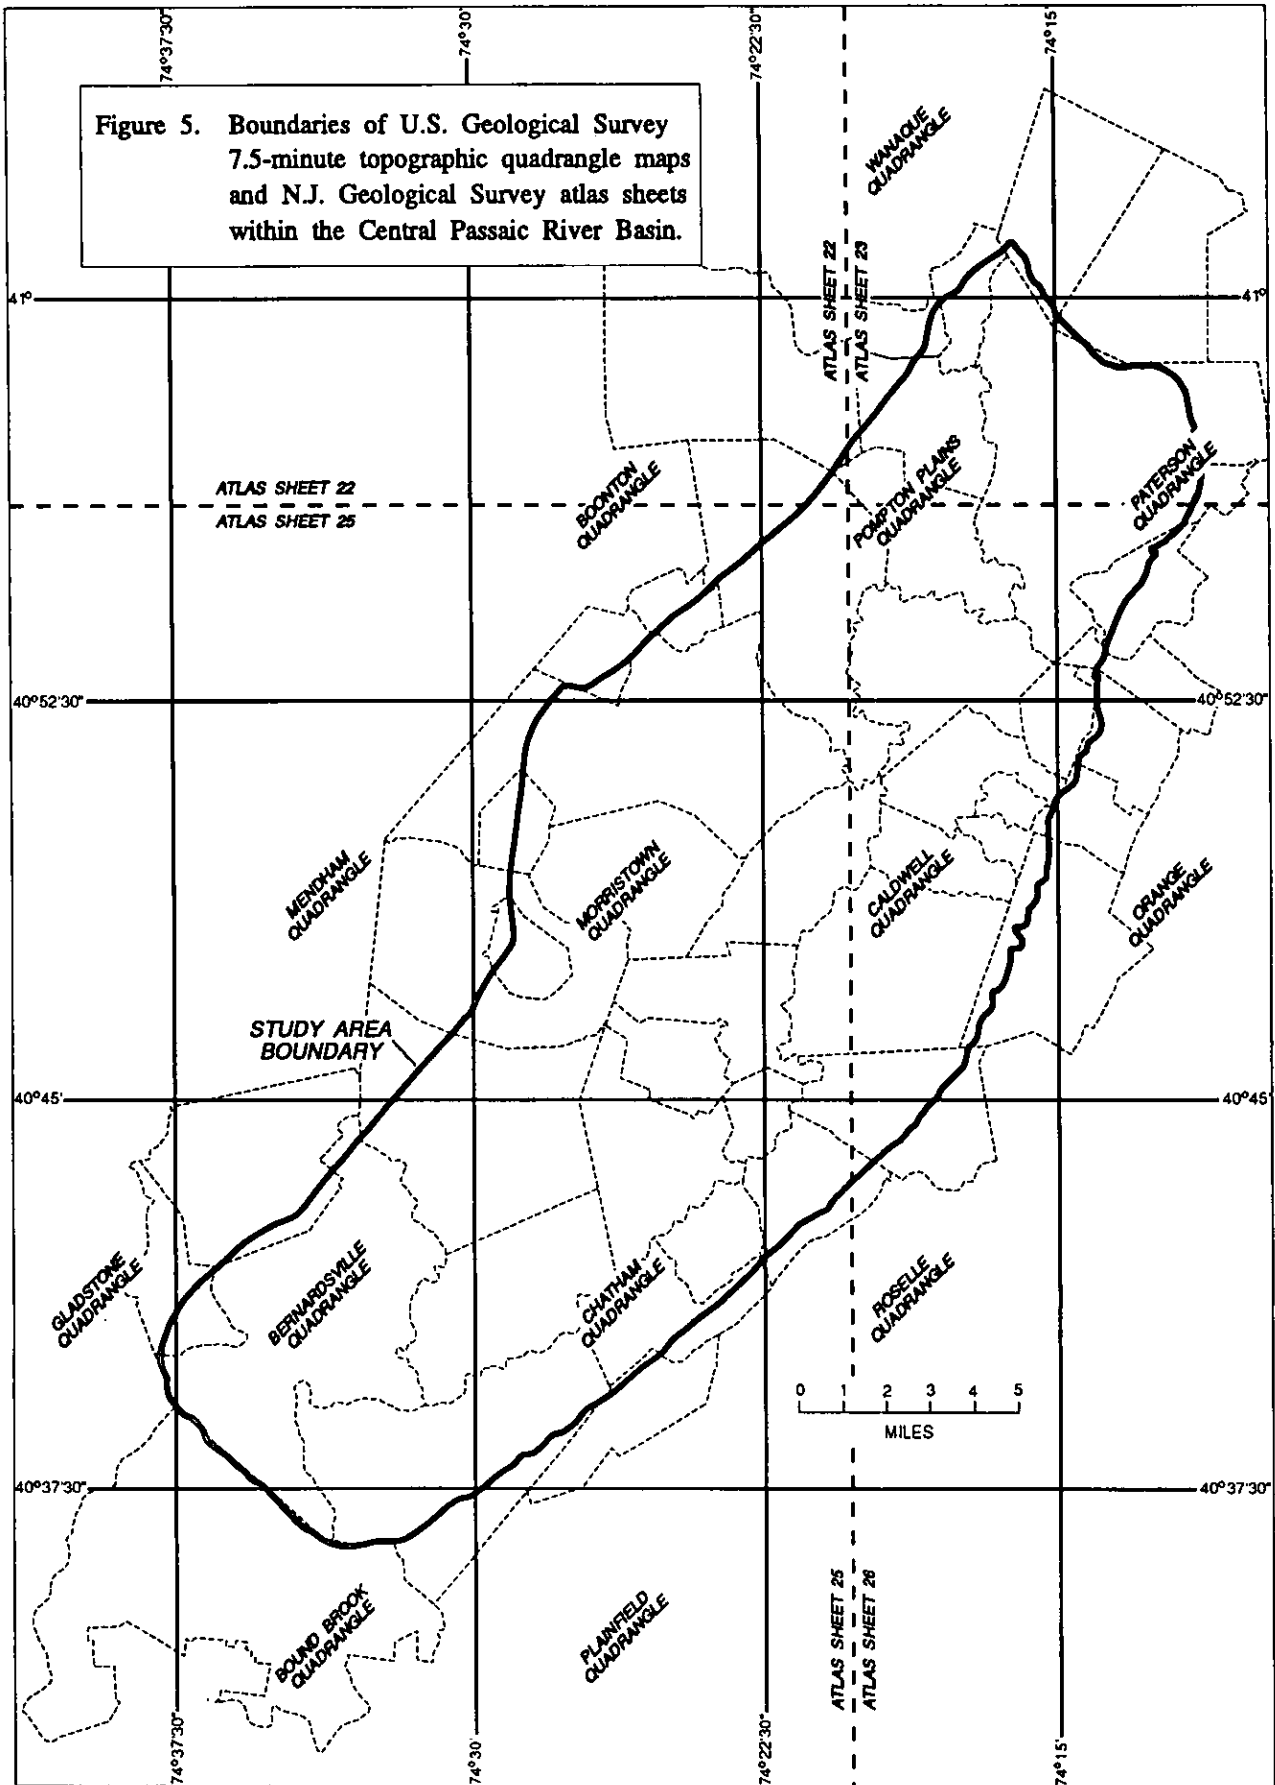 74°37'30"
74°30'
74°22'30"
74°15'
Figure 5. Boundaries of U.S. Geological Survey
7.5-minute topographic quadrangle maps
and N.J. Geological Survey atlas sheets
within the Central Passaic River Basin.
WANAQUE
QUADRANGLE
ATLAS SHEET 22
ATLAS SHEET 23
41°
41°
BOONTON
QUADRANGLE
POMPTON PLAINS
QUADRANGLE
PATERSON
QUADRANGLE
ATLAS SHEET 22
ATLAS SHEET 25
40°52'30"
40°52'30"
MENDHAM
QUADRANGLE
MORRISTOWN
QUADRANGLE
CALDWELL
QUADRANGLE
ORANGE
QUADRANGLE
STUDY AREA
BOUNDARY
40°45'
40°45'
GLADSTONE
QUADRANGLE
BERNARDSVILLE
QUADRANGLE
CHATHAM
QUADRANGLE
ROSELLE
QUADRANGLE
0 1 2 3 4 5
MILES
40°37'30"
40°37'30"
BOUND BROOK
QUADRANGLE
PLAINFIELD
QUADRANGLE
ATLAS SHEET 25
ATLAS SHEET 26
74°37'30"
74°30'
74°22'30"
74°15'